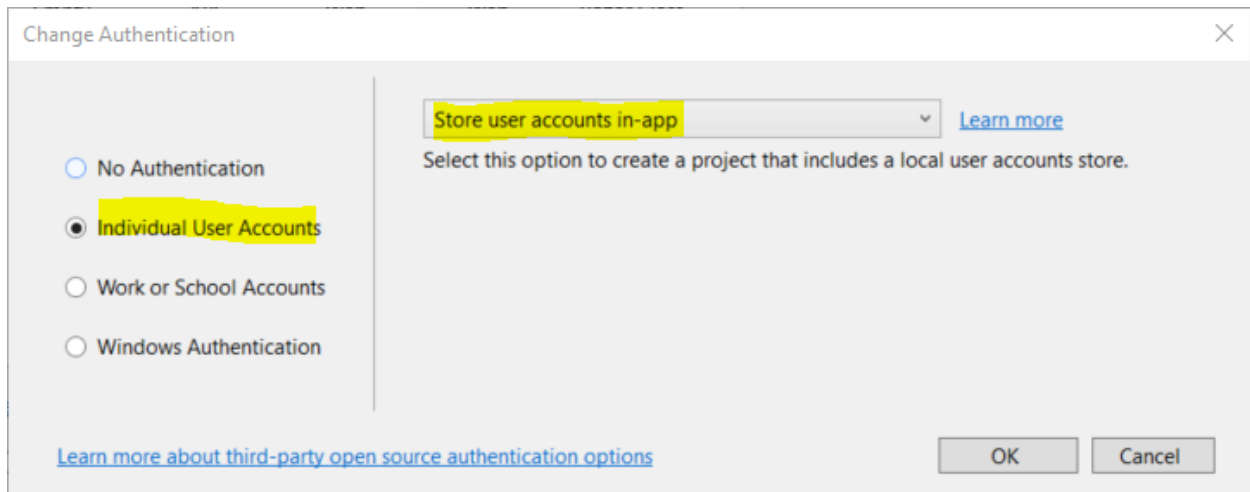 Change Authentication
Store user accounts in-app
Learn more
Select this option to create a project that includes a local user accounts store.
No Authentication
Individual User Accounts
Work or School Accounts
Windows Authentication
Learn more about third-party open source authentication options
OK
Cancel